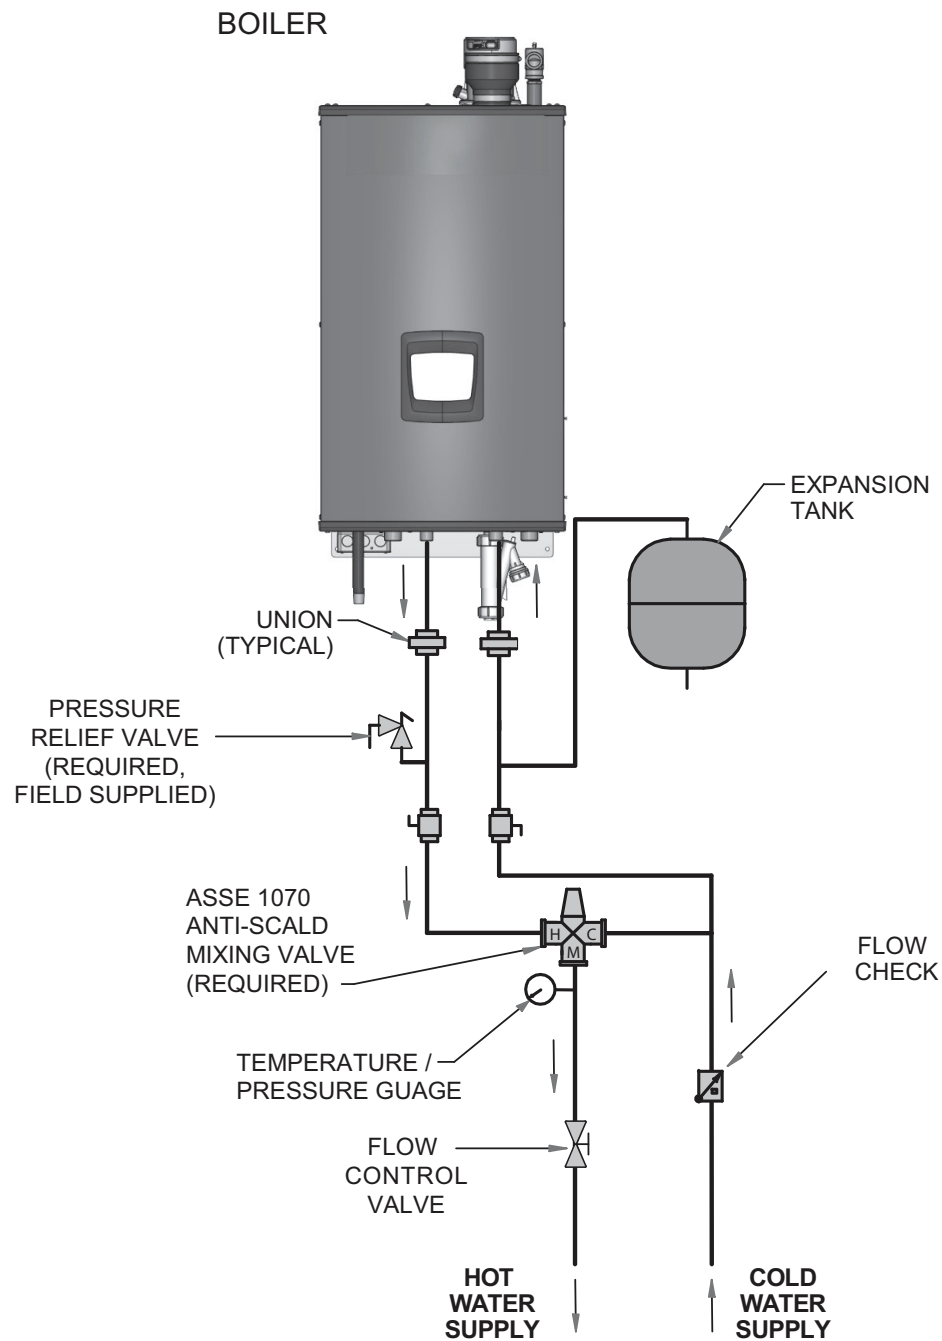 BOILER
EXPANSION
TANK
UNION
(TYPICAL)
PRESSURE
RELIEF VALVE
(REQUIRED,
FIELD SUPPLIED)
ASSE 1070
ANTI-SCALD
MIXING VALVE
(REQUIRED)
H
C
M
FLOW
CHECK
TEMPERATURE /
PRESSURE GUAGE
FLOW
CONTROL
VALVE
HOT
WATER
SUPPLY
COLD
WATER
SUPPLY